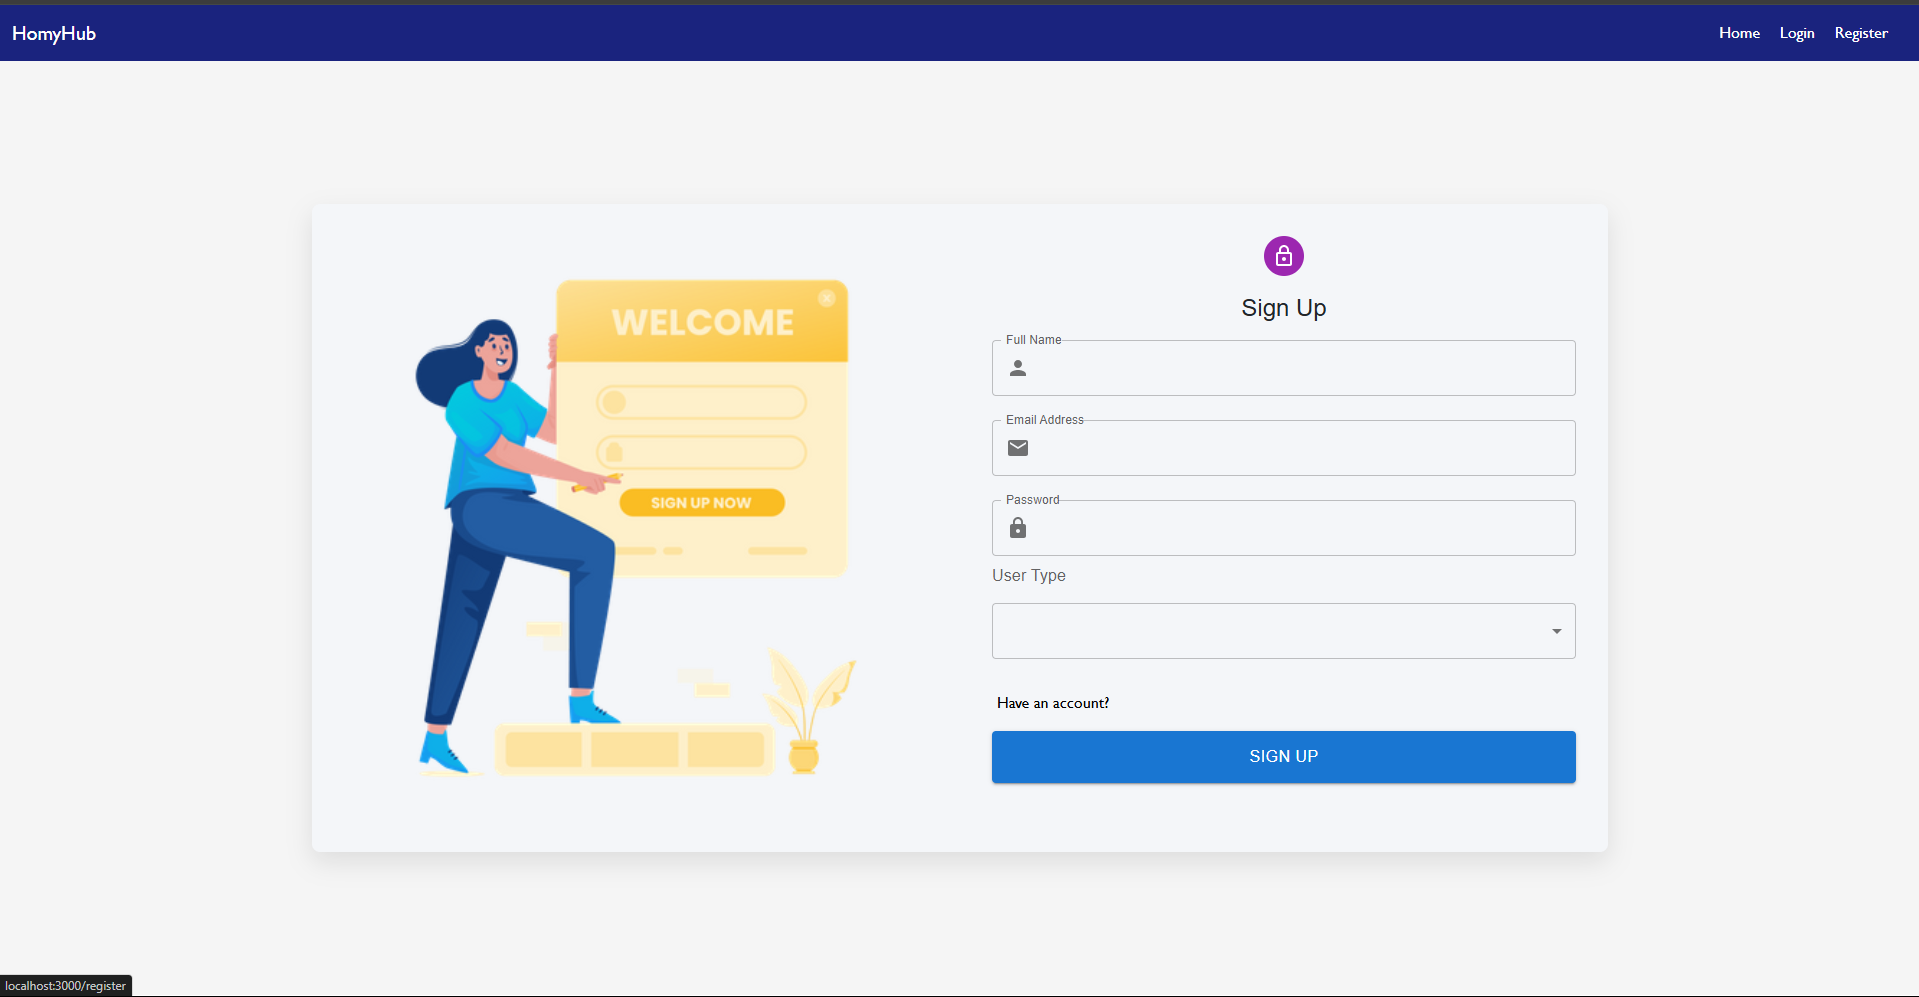 HomyHub
Home Login Register
WELCOME
SIGN UP NOW
Sign Up
Full Name
Email Address
Password
User Type
Have an account?
SIGN UP
localhost:3000/register